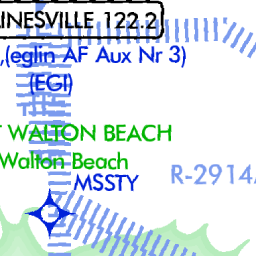 INESVILLE 122.2
,(eglin AF Aux Nr 3)
(EGI)
T WALTON BEACH
Walton Beach
MSSTY
R-2914A